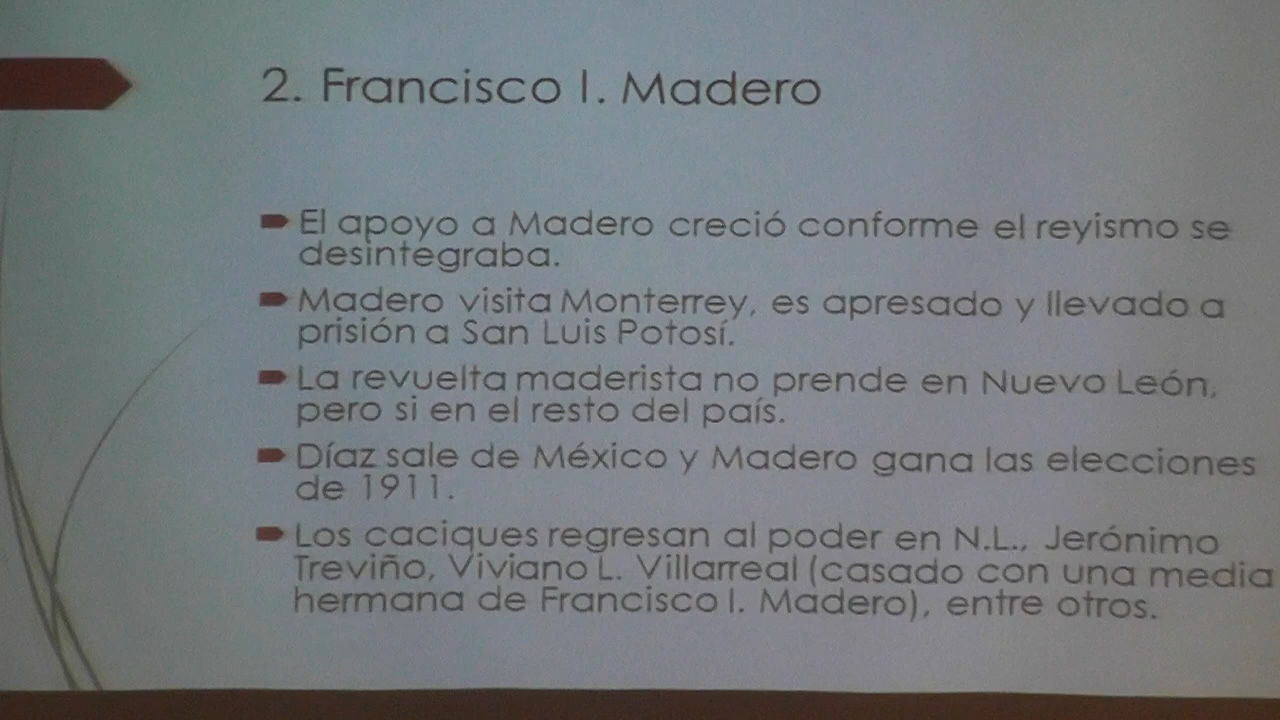 2. Francisco I. Madero
El apoyo a Madero creció conforme el reyismo se
desintegraba.
Madero visita Monterrey, es apresado y llevado a
prisión a San Luis Potosí.
La revuelta maderista no prende en Nuevo León,
pero si en el resto del país.
Díaz sale de México y Madero gana las elecciones
de 1911.
Los caciques regresan al poder en N.L., Jerónimo
Treviño, Viviano L. Villarreal (casado con una media
hermana de Francisco I. Madero), entre otros.